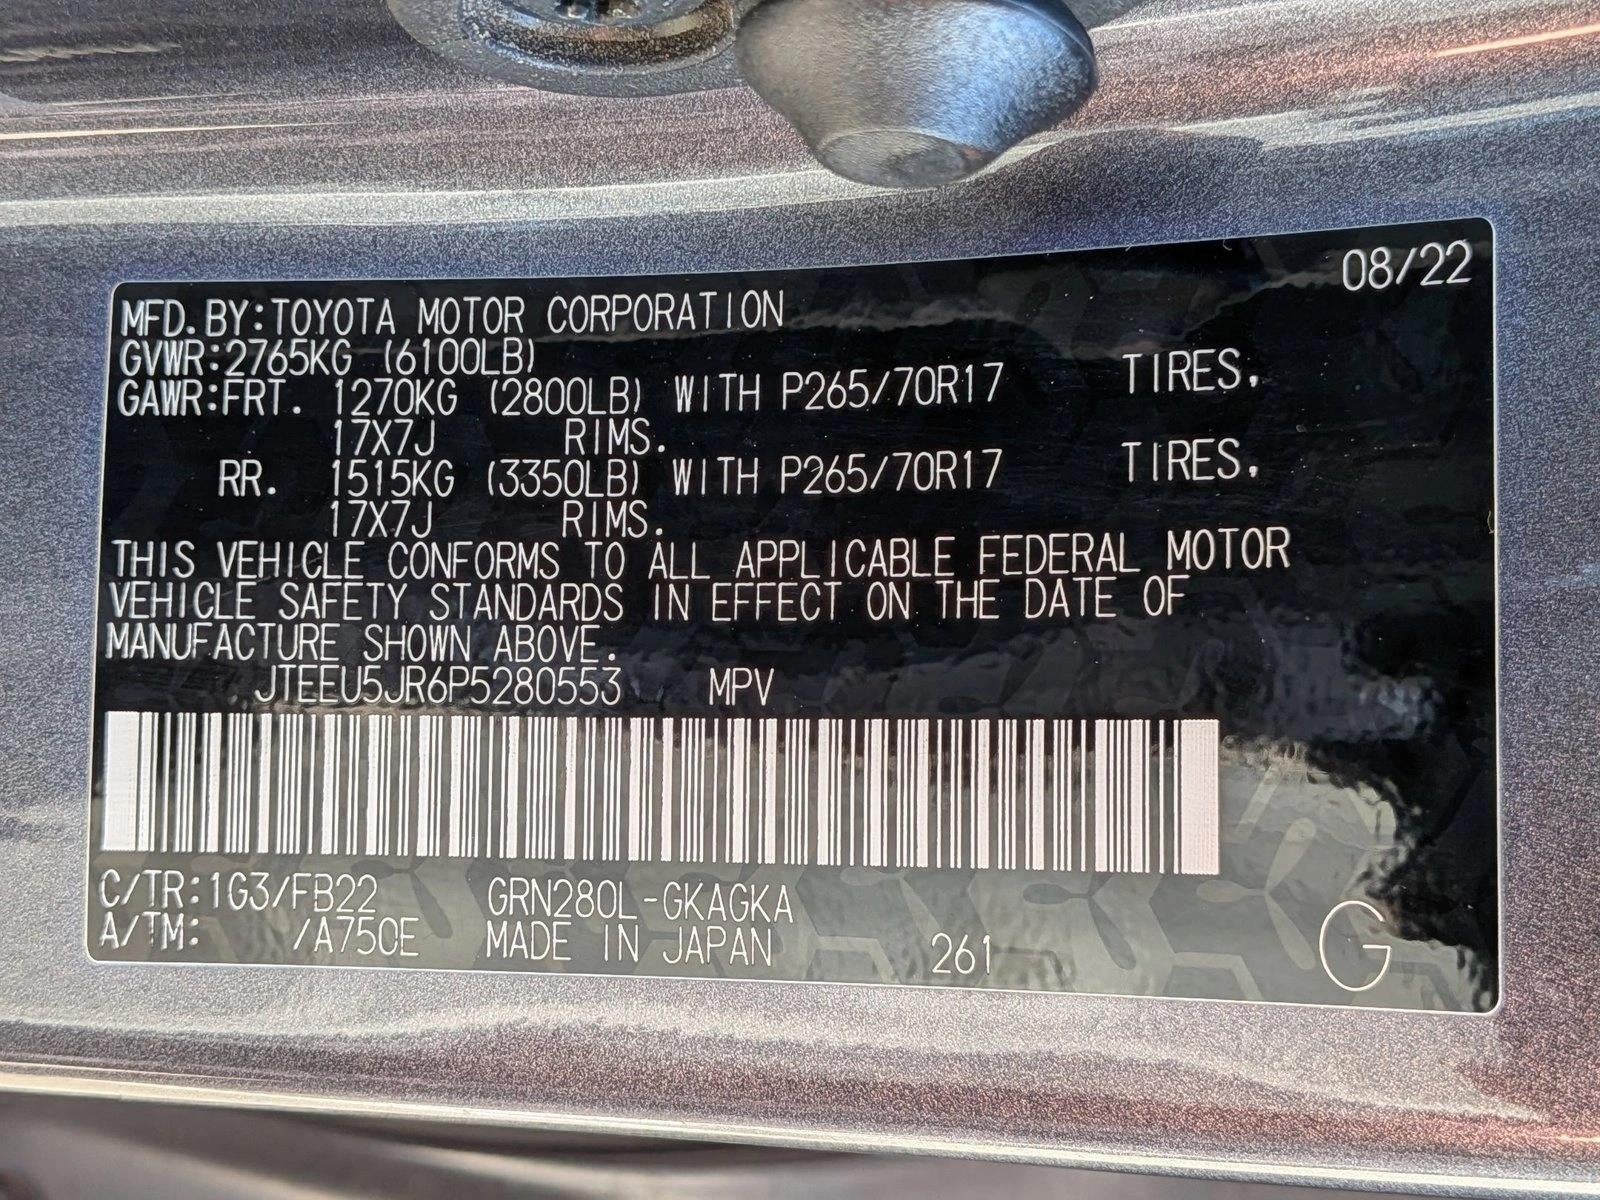 08/22
MFD.BY:TOYOTA MOTOR CORPORATION
GVWR:2765KG (6100LB)
GAWR:FRT. 1270KG (2800LB) WITH P265/70R17 TIRES,
17X7J RIMS.
RR. 1515KG (3350LB) WITH P265/70R17 TIRES,
17X7J RIMS.
THIS VEHICLE CONFORMS TO ALL APPLICABLE FEDERAL MOTOR
VEHICLE SAFETY STANDARDS IN EFFECT ON THE DATE OF
MANUFACTURE SHOWN ABOVE.
JTEEU5JR6P5280553 MPV
C/TR:1G3/FB22 GRN280L-GKAGKA
A/TM: /A750E MADE IN JAPAN 261 G